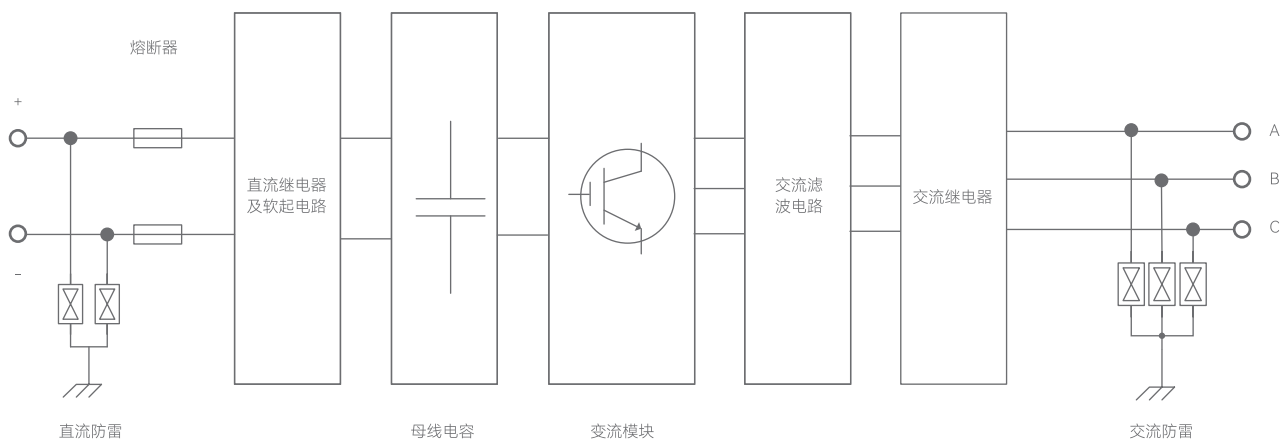 熔断器
+
-
直流继电器
及软起电路
交流滤
波电路
交流继电器
A
B
C
直流防雷
母线电容
变流模块
交流防雷